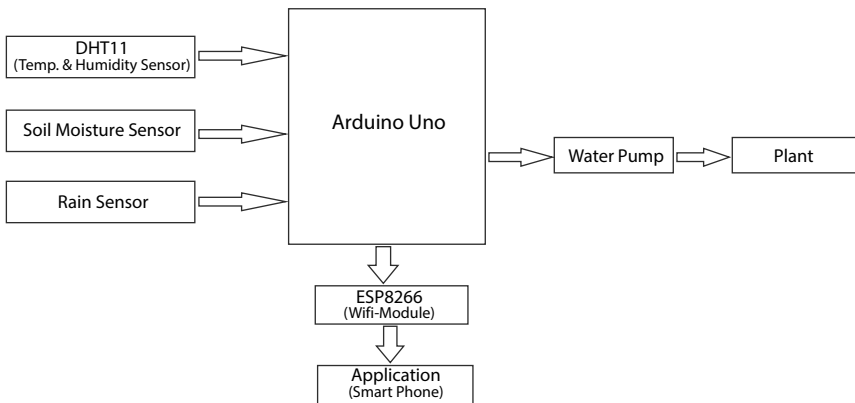 DHT11
(Temp. & Humidity Sensor)
Soil Moisture Sensor
Rain Sensor
Arduino Uno
Water Pump
Plant
ESP8266
(Wifi-Module)
Application
(Smart Phone)